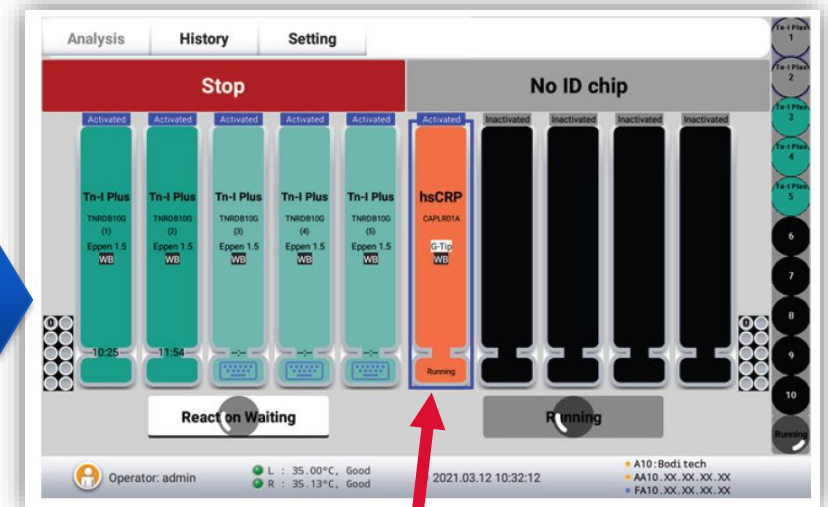 Analysis History Setting
Stop No ID chip
Activated Activated Activated Activated Activated Activated Inactivated Inactivated Inactivated Inactivated
Tn-I Plus Tn-I Plus Tn-I Plus Tn-I Plus Tn-I Plus hsCRP
TNRDB10G TNRDB10G TNRDB10G TNRDB10G TNRDB10G CAPLR01A
(1) (2) (3) (4) (5)
Eppen 1.5 Eppen 1.5 Eppen 1.5 Eppen 1.5 Eppen 1.5 G-Tip
WB WB WB WB WB WB
0 0
10:25 11:54 --:-- --:-- --:--
Running
Reaction Waiting Running
Operator: admin
L : 35.00°C, Good
R : 35.13°C, Good
2021.03.12 10:32:12
A10:Boditech
AA10.XX.XX.XX.XX
FA10.XX.XX.XX.XX
Tn-I Plus
1
Tn-I Plus
2
Tn-I Plus
3
Tn-I Plus
4
Tn-I Plus
5
6
7
8
9
10
Running